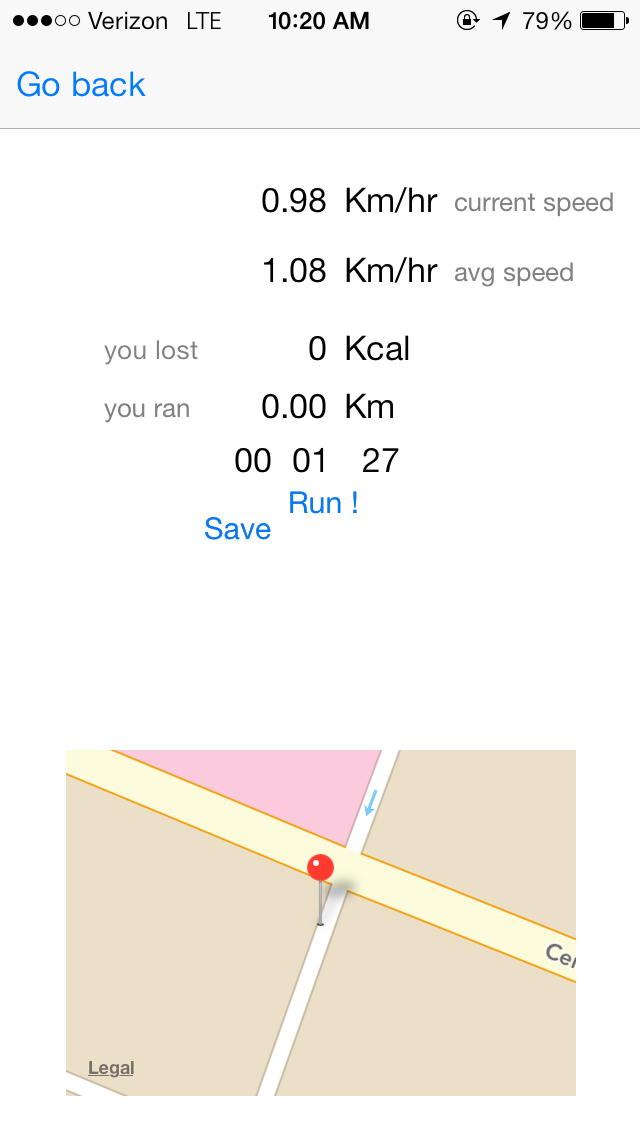 Verizon LTE 10:20 AM 79%
Go back
0.98 Km/hr current speed
1.08 Km/hr avg speed
you lost 0 Kcal
you ran 0.00 Km
00 01 27
Run !
Save
Cer
Legal